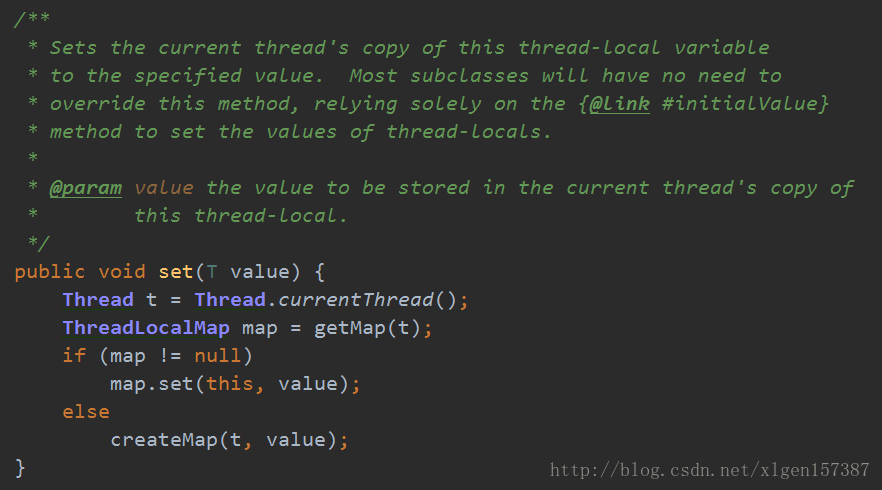 /**
 * Sets the current thread's copy of this thread-local variable
 * to the specified value.  Most subclasses will have no need to
 * override this method, relying solely on the {@link #initialValue}
 * method to set the values of thread-locals.
 *
 * @param value the value to be stored in the current thread's copy of
 *        this thread-local.
 */
public void set(T value) {
    Thread t = Thread.currentThread();
    ThreadLocalMap map = getMap(t);
    if (map != null)
        map.set(this, value);
    else
        createMap(t, value);
}
http://blog.csdn.net/xlgen157387